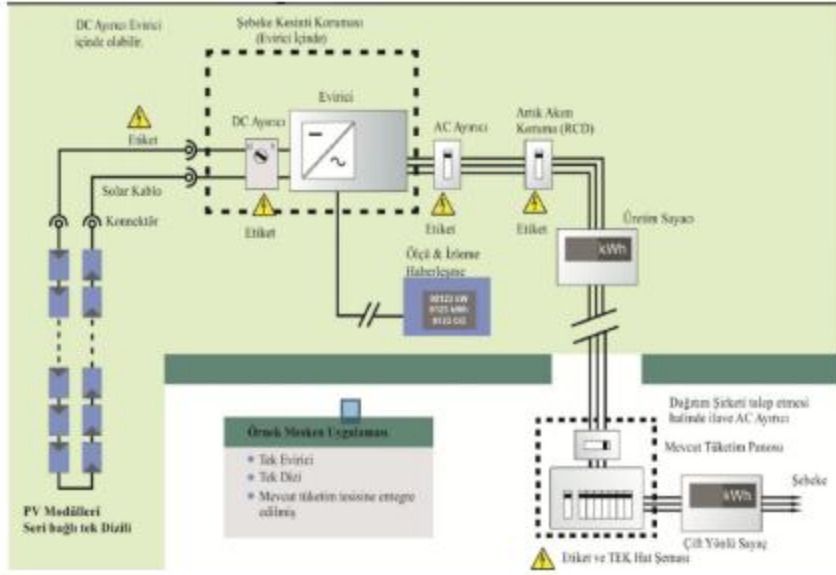 DC Ayırıcı Evirici
içinde olabilir.
Şebeke Kesinti Koruması
(Evirici İçinde)
Evirici
DC Ayırıcı
AC Ayırıcı
Artik Akım
Koruma (RCD)
Etiket
Solar Kablo
Konnektör
Etiket
Etiket
Etiket
Üretim Sayacı
kWh
Ölçü & İzleme
Haberleşme
Dağıtım Şirketi talep etmesi
halinde ilave AC Ayırıcı
Mevcut Tüketim Panosu
Örnek Mesken Uygulaması
Tek Evirici
Tek Dizi
Mevcut tüketim tesisine entegre
edilmiş
Şebeke
kWh
PV Modülleri
Seri bağlı tek Dizili
Çift Yönlü Sayaç
Etiket ve TEK Hat Şeması